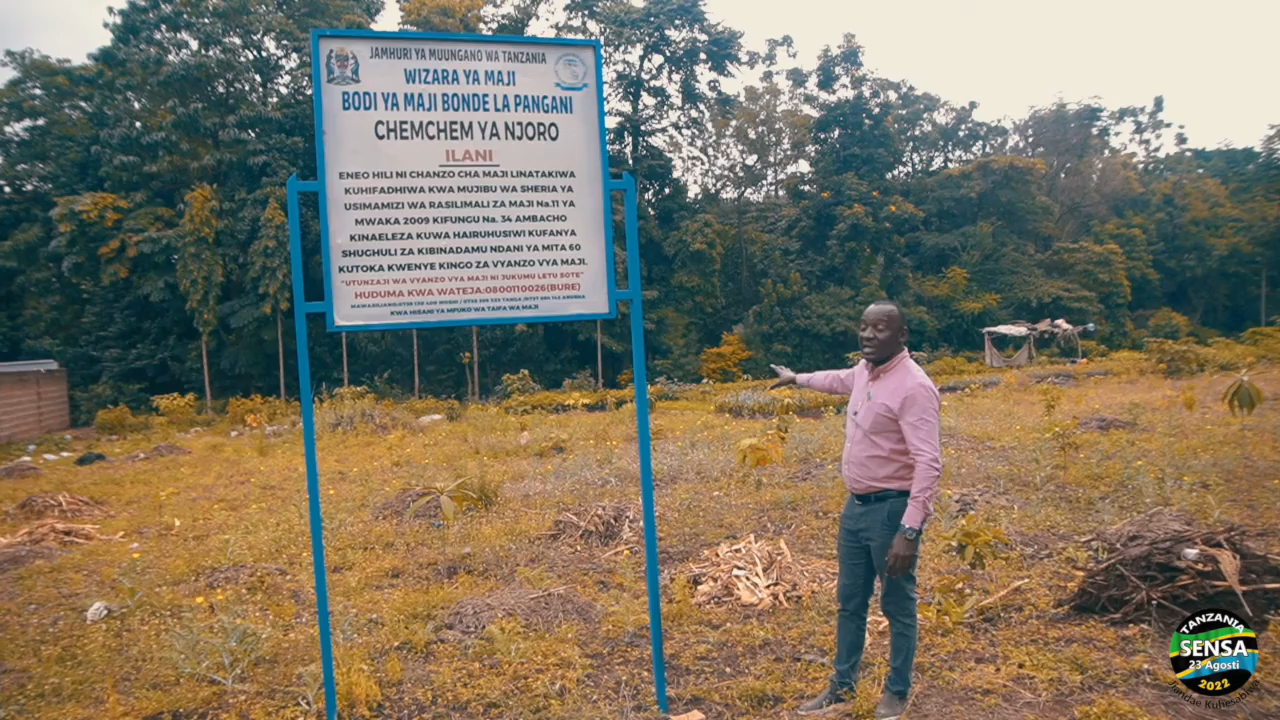 JAMHURI YA MUUNGANO WA TANZANIA
WIZARA YA MAJI
BODI YA MAJI BONDE LA PANGANI
CHEMCHEM YA NJORO
ILANI
ENEO HILI NI CHANZO CHA MAJI LINATAKIWA
KUHIFADHIWA KWA MUJIBU WA SHERIA YA
USIMAMIZI WA RASILIMALI ZA MAJI Na.11 YA
MWAKA 2009 KIFUNGU Na. 34 AMBACHO
KINAELEZA KUWA HAIRUHUSIWI KUFANYA
SHUGHULI ZA KIBINADAMU NDANI YA MITA 60
KUTOKA KWENYE KINGO ZA VYANZO VYA MAJI.
"UTUNZAJI WA VYANZO VYA MAJI NI JUKUMU LETU SOTE"
HUDUMA KWA WATEJA:0800110026(BURE)
KWA HISANI YA MFUKO WA TAIFA WA MAJI
TANZANIA
SENSA
23 Agosti
2022
Jiandae Kuhesabiwa